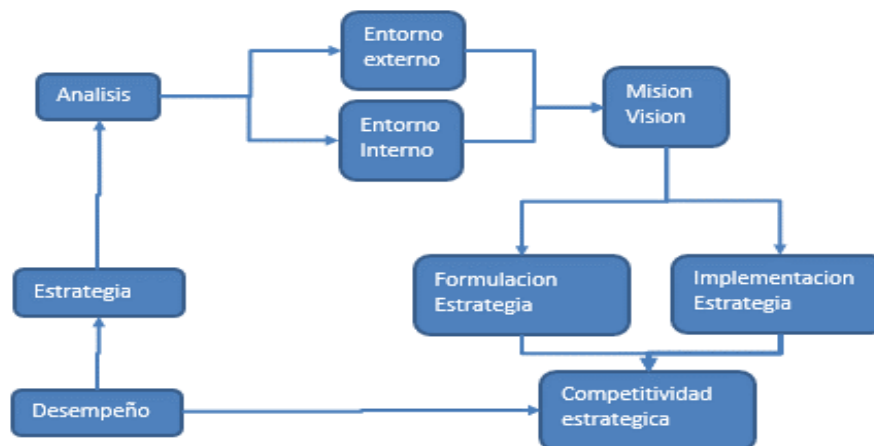 Entorno
externo
Analisis
Entorno
Interno
Mision
Vision
Estrategia
Formulacion
Estrategia
Implementacion
Estrategia
Desempeño
Competitividad
estrategica